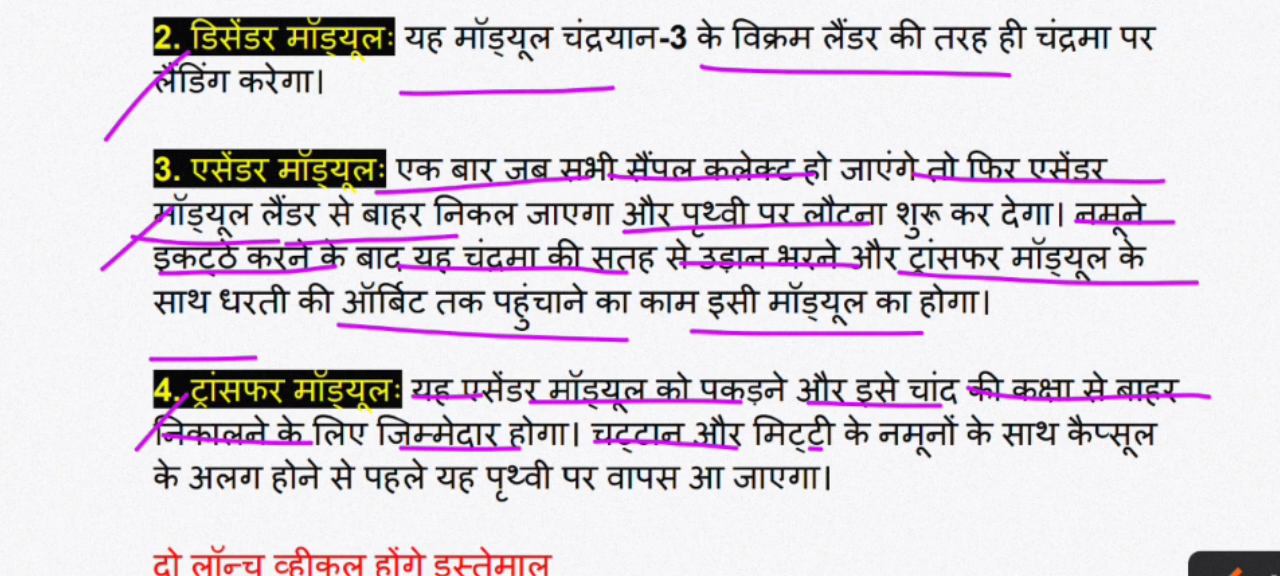 2. डिसेंडर मॉड्यूलः यह मॉड्यूल चंद्रयान-3 के विक्रम लैंडर की तरह ही चंद्रमा पर
लैंडिंग करेगा।
3. एसेंडर मॉड्यूलः एक बार जब सभी सैंपल कलेक्ट हो जाएंगे तो फिर एसेंडर
मॉड्यूल लैंडर से बाहर निकल जाएगा और पृथ्वी पर लौटना शुरू कर देगा। नमूने
इकट्ठे करने के बाद यह चंद्रमा की सतह से उड़ान भरने और ट्रांसफर मॉड्यूल के
साथ धरती की ऑर्बिट तक पहुंचाने का काम इसी मॉड्यूल का होगा।
4. ट्रांसफर मॉड्यूलः यह एसेंडर मॉड्यूल को पकड़ने और इसे चांद की कक्षा से बाहर
निकालने के लिए जिम्मेदार होगा। चट्टान और मिट्टी के नमूनों के साथ कैप्सूल
के अलग होने से पहले यह पृथ्वी पर वापस आ जाएगा।
दो लॉन्च व्हीकल होंगे इस्तेमाल